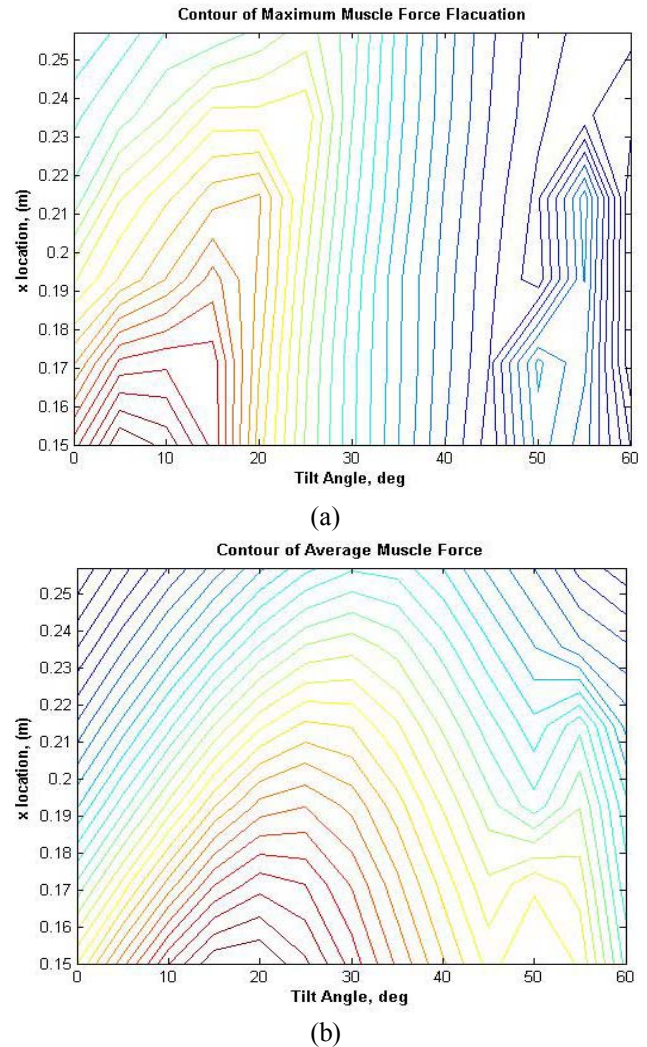 Contour of Maximum Muscle Force Flacuation
0.25
0.24
0.23
0.22
0.21
0.2
0.19
0.18
0.17
0.16
0.15
x location, (m)
0 10 20 30 40 50 60
Tilt Angle, deg
(a)
Contour of Average Muscle Force
0.25
0.24
0.23
0.22
0.21
0.2
0.19
0.18
0.17
0.16
0.15
x location, (m)
0 10 20 30 40 50 60
Tilt Angle, deg
(b)